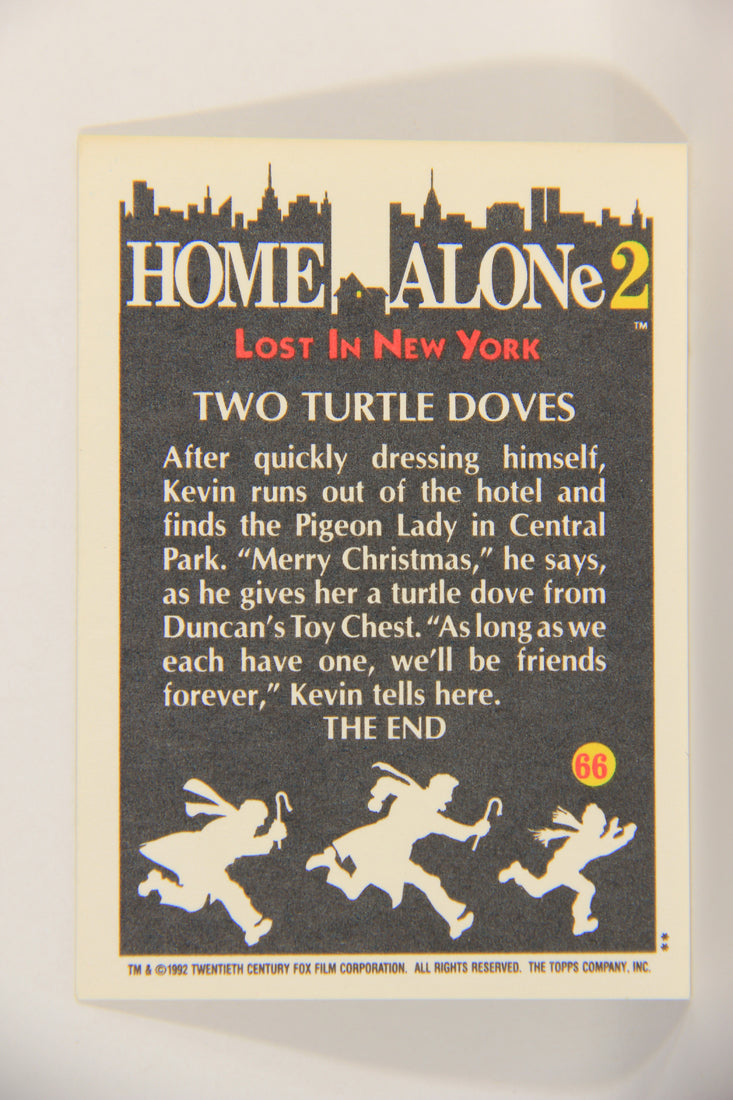 HOME ALONe 2
TM
LOST IN NEW YORK
TWO TURTLE DOVES
After quickly dressing himself,
Kevin runs out of the hotel and
finds the Pigeon Lady in Central
Park. “Merry Christmas,” he says,
as he gives her a turtle dove from
Duncan’s Toy Chest. “As long as we
each have one, we’ll be friends
forever,” Kevin tells here.
THE END
66
**
TM & ©1992 TWENTIETH CENTURY FOX FILM CORPORATION. ALL RIGHTS RESERVED. THE TOPPS COMPANY, INC.